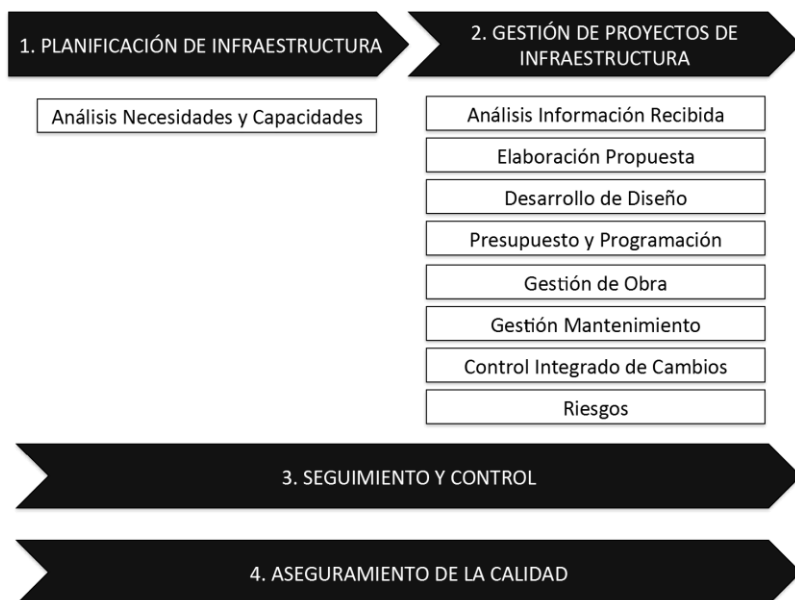 1. PLANIFICACIÓN DE INFRAESTRUCTURA
2. GESTIÓN DE PROYECTOS DE
INFRAESTRUCTURA
Análisis Necesidades y Capacidades
Análisis Información Recibida
Elaboración Propuesta
Desarrollo de Diseño
Presupuesto y Programación
Gestión de Obra
Gestión Mantenimiento
Control Integrado de Cambios
Riesgos
3. SEGUIMIENTO Y CONTROL
4. ASEGURAMIENTO DE LA CALIDAD